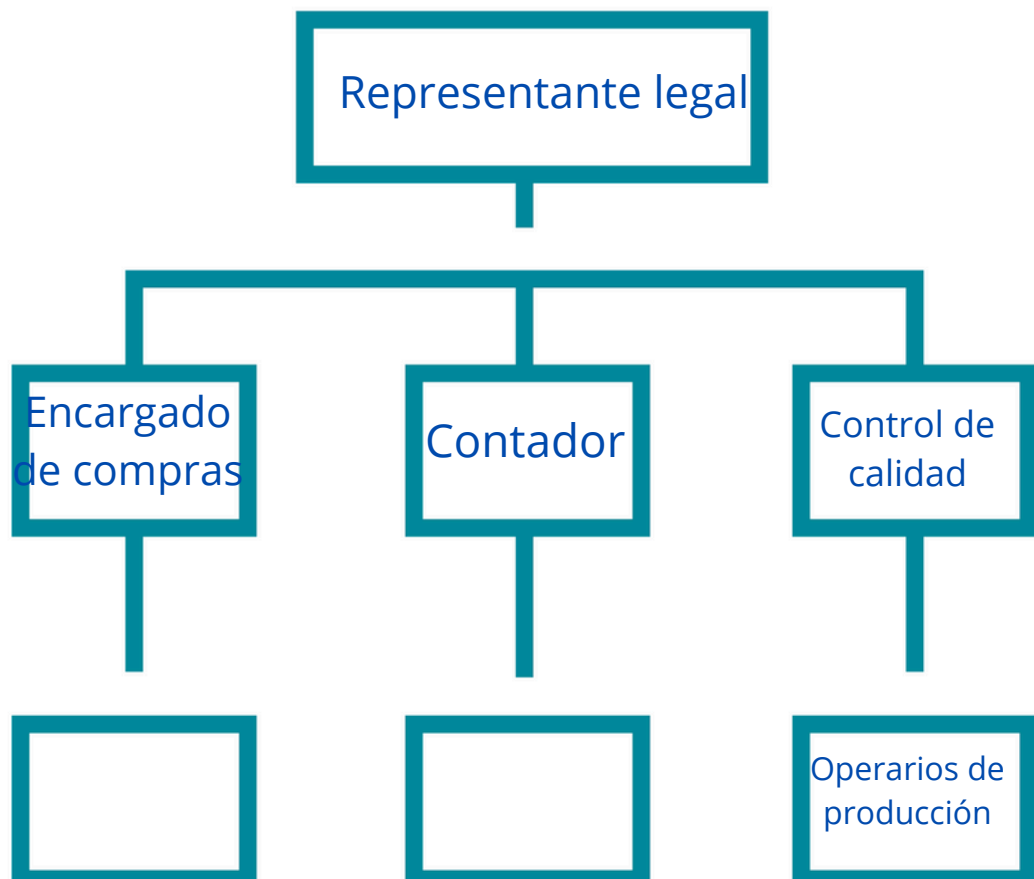 Representante legal
Encargado
de compras
Contador
Control de
calidad
Operarios de
producción